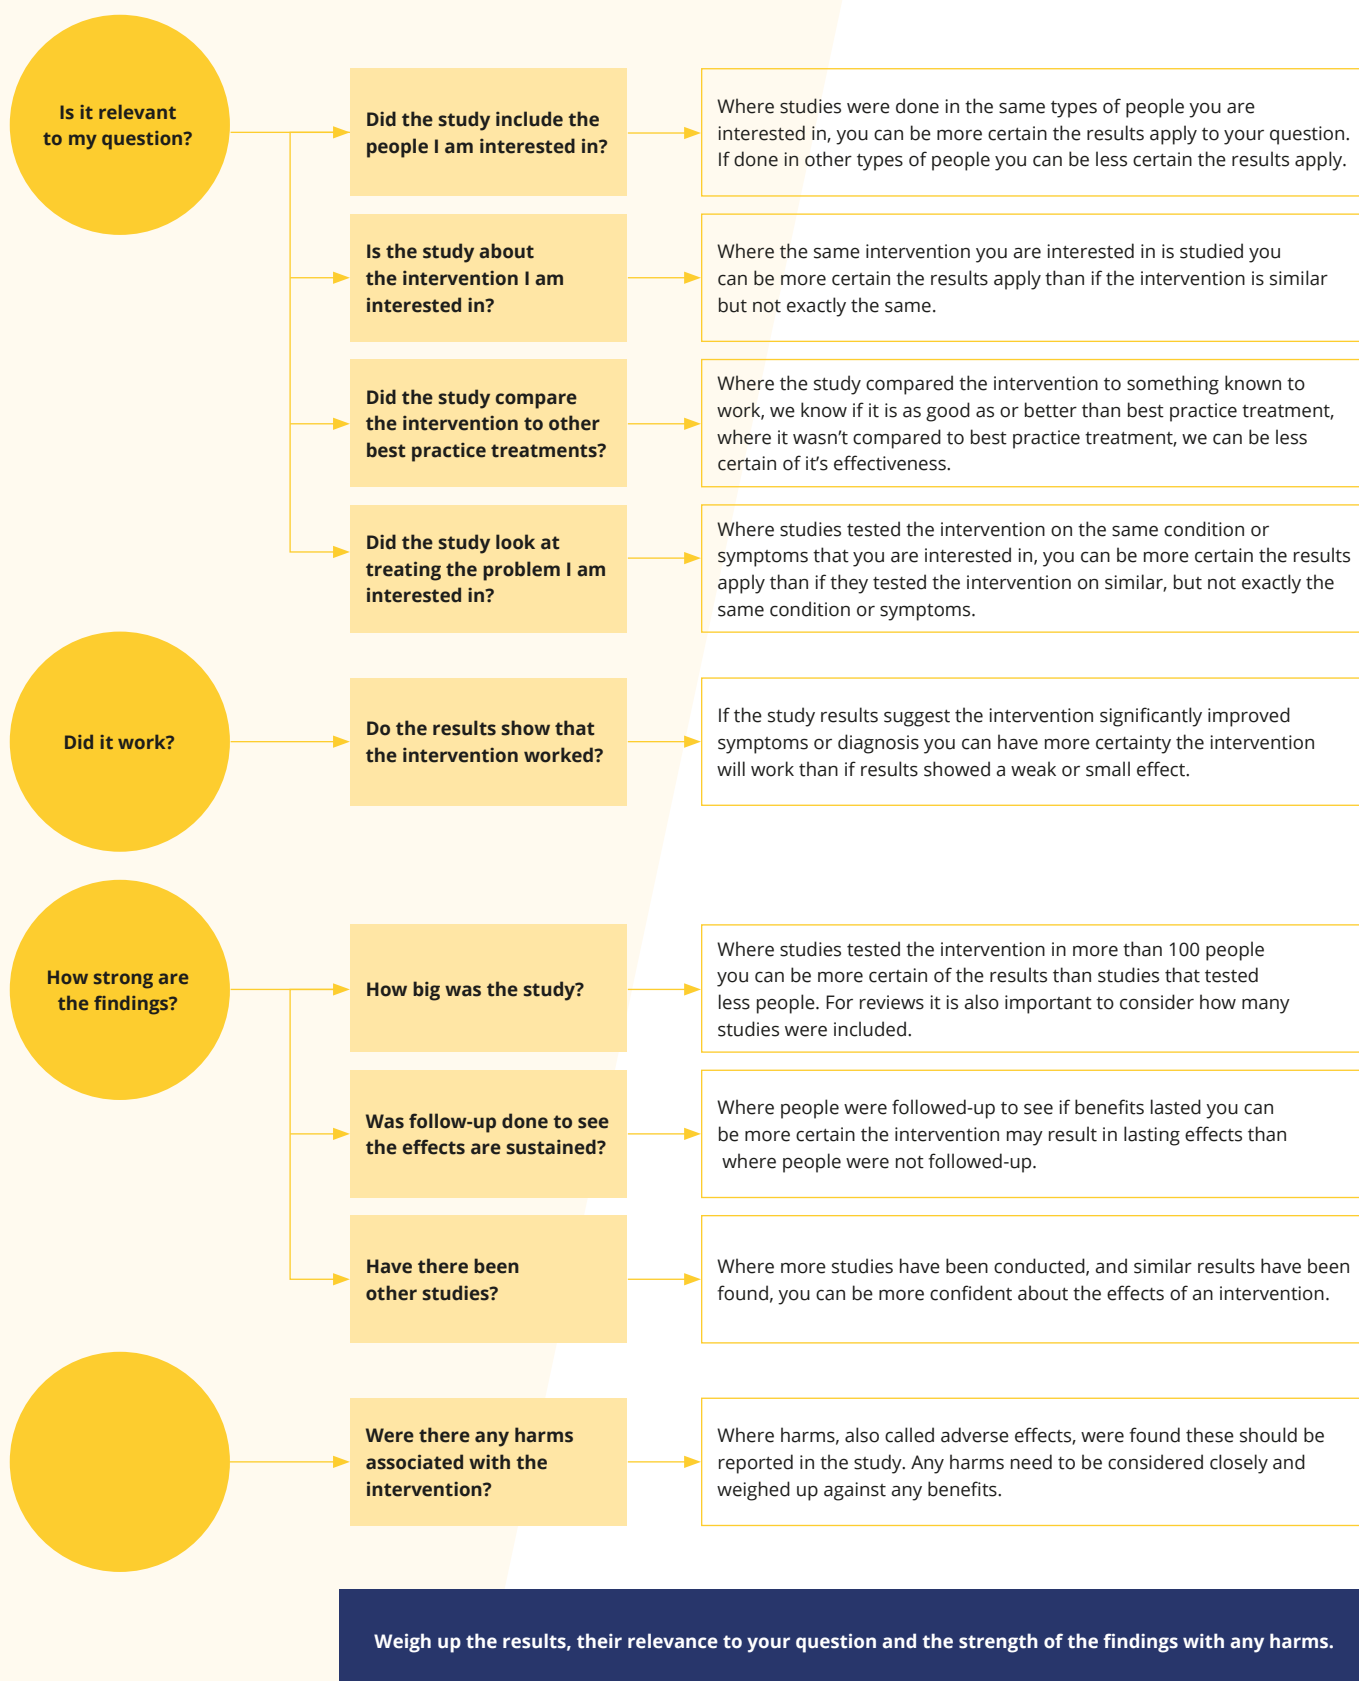 Is it relevant
to my question?
Did the study include the
people I am interested in?
Where studies were done in the same types of people you are
interested in, you can be more certain the results apply to your question.
If done in other types of people you can be less certain the results apply.
Is the study about
the intervention I am
interested in?
Where the same intervention you are interested in is studied you
can be more certain the results apply than if the intervention is similar
but not exactly the same.
Did the study compare
the intervention to other
best practice treatments?
Where the study compared the intervention to something known to
work, we know if it is as good as or better than best practice treatment,
where it wasn’t compared to best practice treatment, we can be less
certain of it’s effectiveness.
Did the study look at
treating the problem I am
interested in?
Where studies tested the intervention on the same condition or
symptoms that you are interested in, you can be more certain the results
apply than if they tested the intervention on similar, but not exactly the
same condition or symptoms.
Did it work?
Do the results show that
the intervention worked?
If the study results suggest the intervention significantly improved
symptoms or diagnosis you can have more certainty the intervention
will work than if results showed a weak or small effect.
How strong are
the findings?
How big was the study?
Where studies tested the intervention in more than 100 people
you can be more certain of the results than studies that tested
less people. For reviews it is also important to consider how many
studies were included.
Was follow-up done to see
the effects are sustained?
Where people were followed-up to see if benefits lasted you can
be more certain the intervention may result in lasting effects than
where people were not followed-up.
Have there been
other studies?
Where more studies have been conducted, and similar results have been
found, you can be more confident about the effects of an intervention.
Were there any harms
associated with the
intervention?
Where harms, also called adverse effects, were found these should be
reported in the study. Any harms need to be considered closely and
weighed up against any benefits.
Weigh up the results, their relevance to your question and the strength of the findings with any harms.